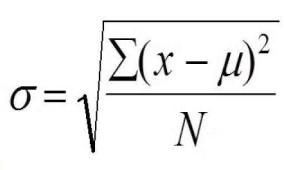 σ = √(Σ(x − μ)² / N)